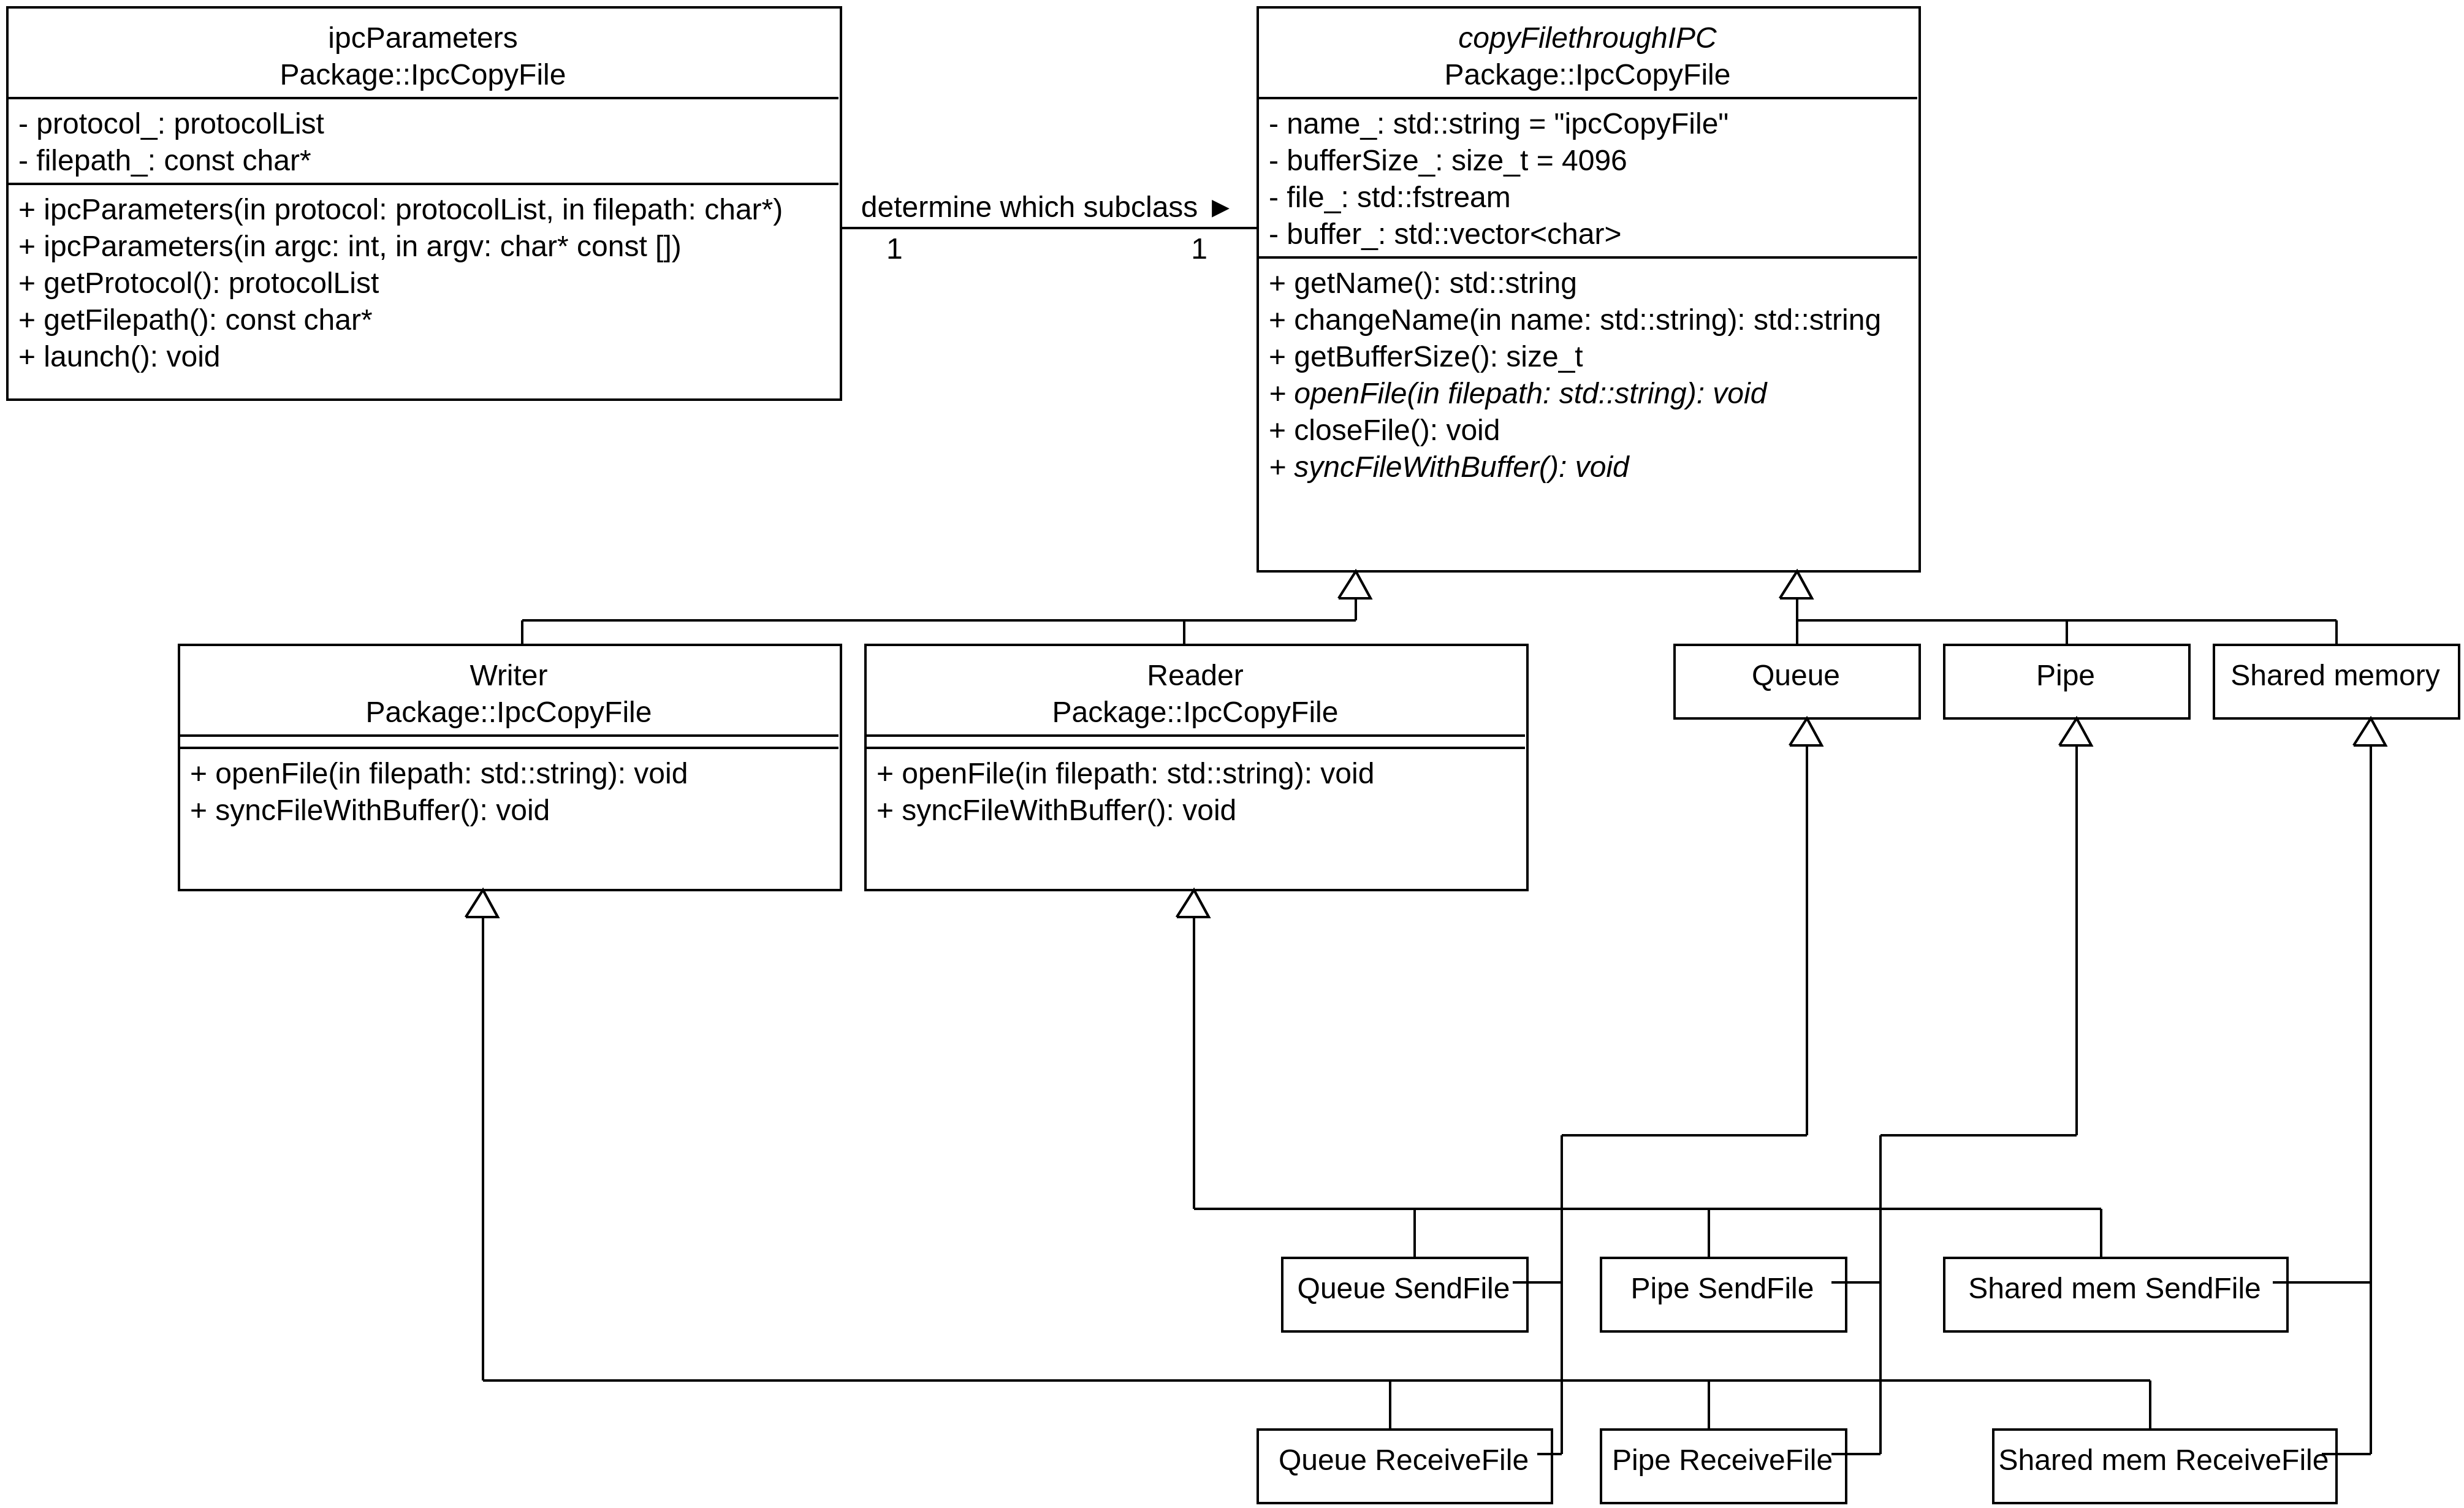 ipcParameters
Package::IpcCopyFile
- protocol_: protocolList
- filepath_: const char*
+ ipcParameters(in protocol: protocolList, in filepath: char*)
+ ipcParameters(in argc: int, in argv: char* const [])
+ getProtocol(): protocolList
+ getFilepath(): const char*
+ launch(): void
determine which subclass ►
1
1
copyFilethroughIPC
Package::IpcCopyFile
- name_: std::string = "ipcCopyFile"
- bufferSize_: size_t = 4096
- file_: std::fstream
- buffer_: std::vector<char>
+ getName(): std::string
+ changeName(in name: std::string): std::string
+ getBufferSize(): size_t
+ openFile(in filepath: std::string): void
+ closeFile(): void
+ syncFileWithBuffer(): void
Writer
Package::IpcCopyFile
+ openFile(in filepath: std::string): void
+ syncFileWithBuffer(): void
Reader
Package::IpcCopyFile
+ openFile(in filepath: std::string): void
+ syncFileWithBuffer(): void
Queue
Pipe
Shared memory
Queue SendFile
Pipe SendFile
Shared mem SendFile
Queue ReceiveFile
Pipe ReceiveFile
Shared mem ReceiveFile